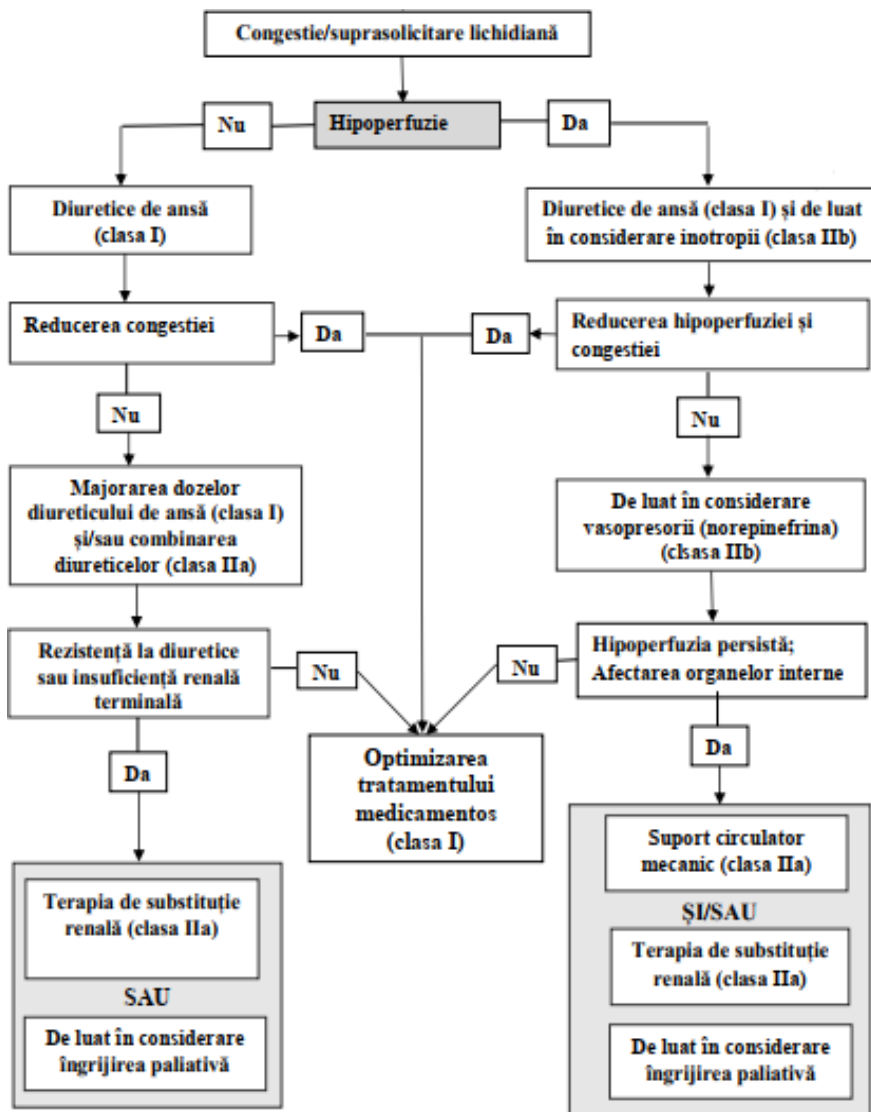 Congestie/suprasolicitare lichidiană
Nu
Hipoperfuzie
Da
Diuretice de ansă
(clasa I)
Diuretice de ansă (clasa I) și de luat
în considerare inotropii (clasa IIb)
Reducerea congestiei
Da
Da
Reducerea hipoperfuziei și
congestiei
Nu
Nu
Majorarea dozelor
diureticului de ansă (clasa I)
și/sau combinarea
diureticelor (clasa IIa)
De luat în considerare
vasopresorii (norepinefrina)
(clsasa IIb)
Rezistență la diuretice
sau insuficiență renală
terminală
Nu
Nu
Hipoperfuzia persistă;
Afectarea organelor interne
Da
Optimizarea
tratamentului
medicamentos
(clasa I)
Da
Terapia de substituție
renală (clasa IIa)
SAU
De luat în considerare
îngrijirea paliativă
Suport circulator
mecanic (clasa IIa)
ȘI/SAU
Terapia de substituție
renală (clasa IIa)
De luat în considerare
îngrijirea paliativă